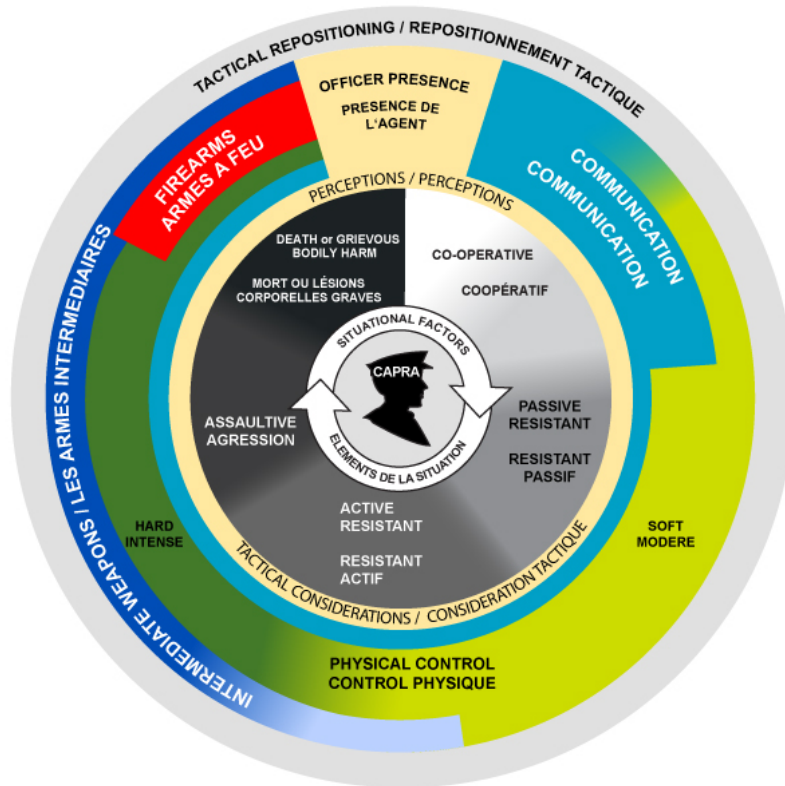 TACTICAL REPOSITIONING / REPOSITIONNEMENT TACTIQUE
OFFICER PRESENCE
PRESENCE DE
L'AGENT
FIREARMS
ARMES A FEU
COMMUNICATION
COMMUNICATION
PERCEPTIONS / PERCEPTIONS
DEATH or GRIEVOUS
BODILY HARM
MORT OU LÉSIONS
CORPORELLES GRAVES
CO-OPERATIVE
COOPÉRATIF
SITUATIONAL FACTORS
CAPRA
ELEMENTS DE LA SITUATION
ASSAULTIVE
AGRESSION
PASSIVE
RESISTANT
RESISTANT
PASSIF
ACTIVE
RESISTANT
RESISTANT
ACTIF
TACTICAL CONSIDERATIONS / CONSIDERATION TACTIQUE
HARD
INTENSE
SOFT
MODERE
INTERMEDIATE WEAPONS / LES ARMES INTERMEDIAIRES
PHYSICAL CONTROL
CONTROL PHYSIQUE